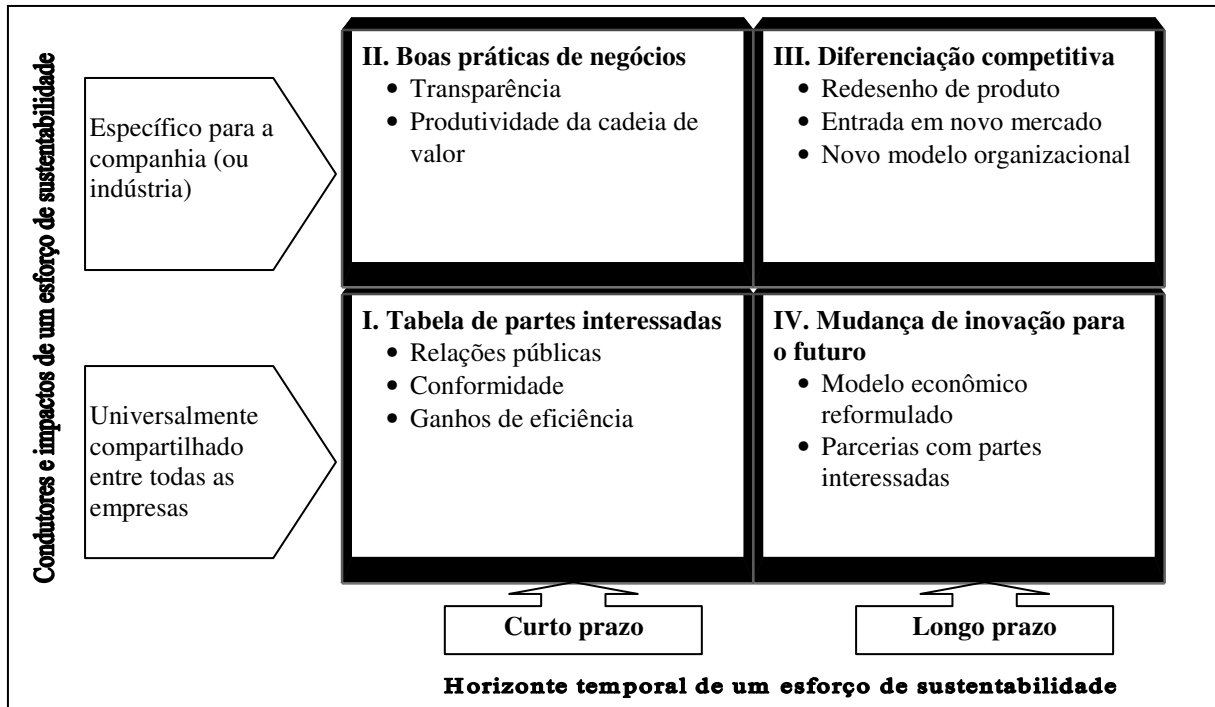 Condutores e impactos de um esforço de sustentabilidade
Específico para a
companhia (ou
indústria)
II. Boas práticas de negócios
• Transparência
• Produtividade da cadeia de
valor
III. Diferenciação competitiva
• Redesenho de produto
• Entrada em novo mercado
• Novo modelo organizacional
Universalmente
compartilhado
entre todas as
empresas
I. Tabela de partes interessadas
• Relações públicas
• Conformidade
• Ganhos de eficiência
IV. Mudança de inovação para
o futuro
• Modelo econômico
reformulado
• Parcerias com partes
interessadas
Curto prazo
Longo prazo
Horizonte temporal de um esforço de sustentabilidade